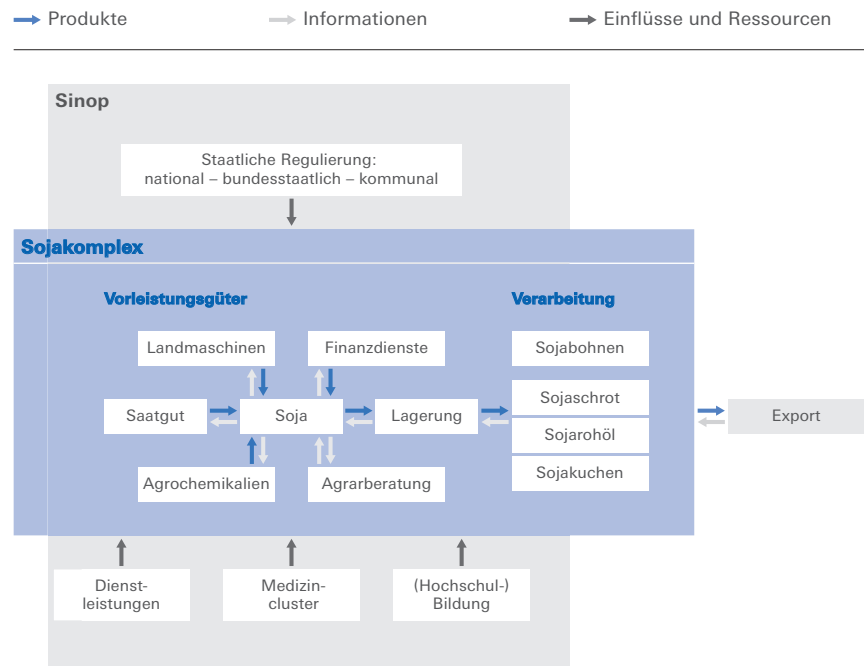 Produkte
Informationen
Einflüsse und Ressourcen
Sinop
Staatliche Regulierung:
national – bundesstaatlich – kommunal
Sojakomplex
Vorleistungsgüter
Verarbeitung
Landmaschinen
Finanzdienste
Sojabohnen
Saatgut
Soja
Lagerung
Sojaschrot
Sojarohöl
Sojakuchen
Export
Agrochemikalien
Agrarberatung
Dienst-
leistungen
Medizin-
cluster
(Hochschul-)
Bildung